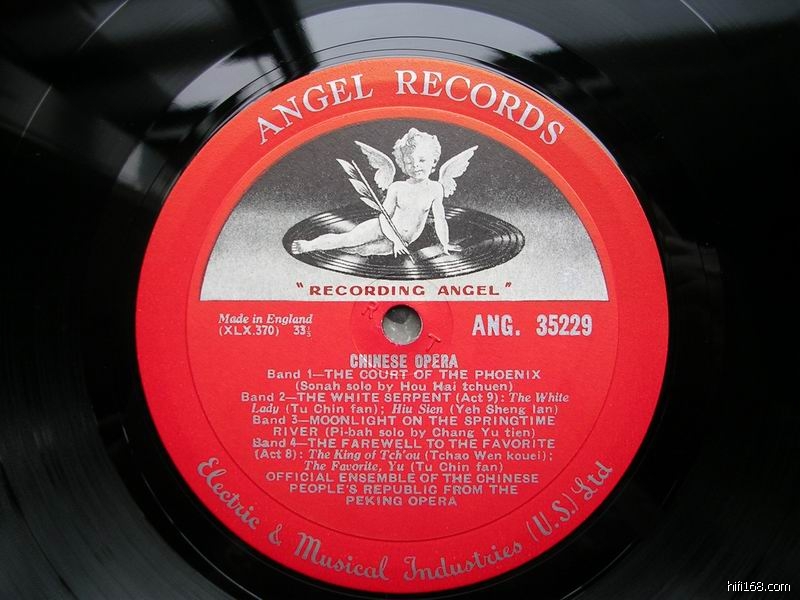 ANGEL RECORDS
"RECORDING ANGEL"
Made in England
(XLX.370) 33⅓
ANG. 35229
R
T
CHINESE OPERA
Band 1—THE COURT OF THE PHOENIX
(Sonah solo by Hou Hai tchuen)
Band 2—THE WHITE SERPENT (Act 9): The White
Lady (Tu Chin fan); Hiu Sien (Yeh Sheng lan)
Band 3—MOONLIGHT ON THE SPRINGTIME
RIVER (Pi-bah solo by Chang Yu tien)
Band 4—THE FAREWELL TO THE FAVORITE
(Act 8): The King of Tch'ou (Tchao Wen kouei);
The Favorite, Yu (Tu Chin fan)
OFFICIAL ENSEMBLE OF THE CHINESE
PEOPLE'S REPUBLIC FROM THE
PEKING OPERA
Electric & Musical Industries (U.S.) Ltd
hifi168.com